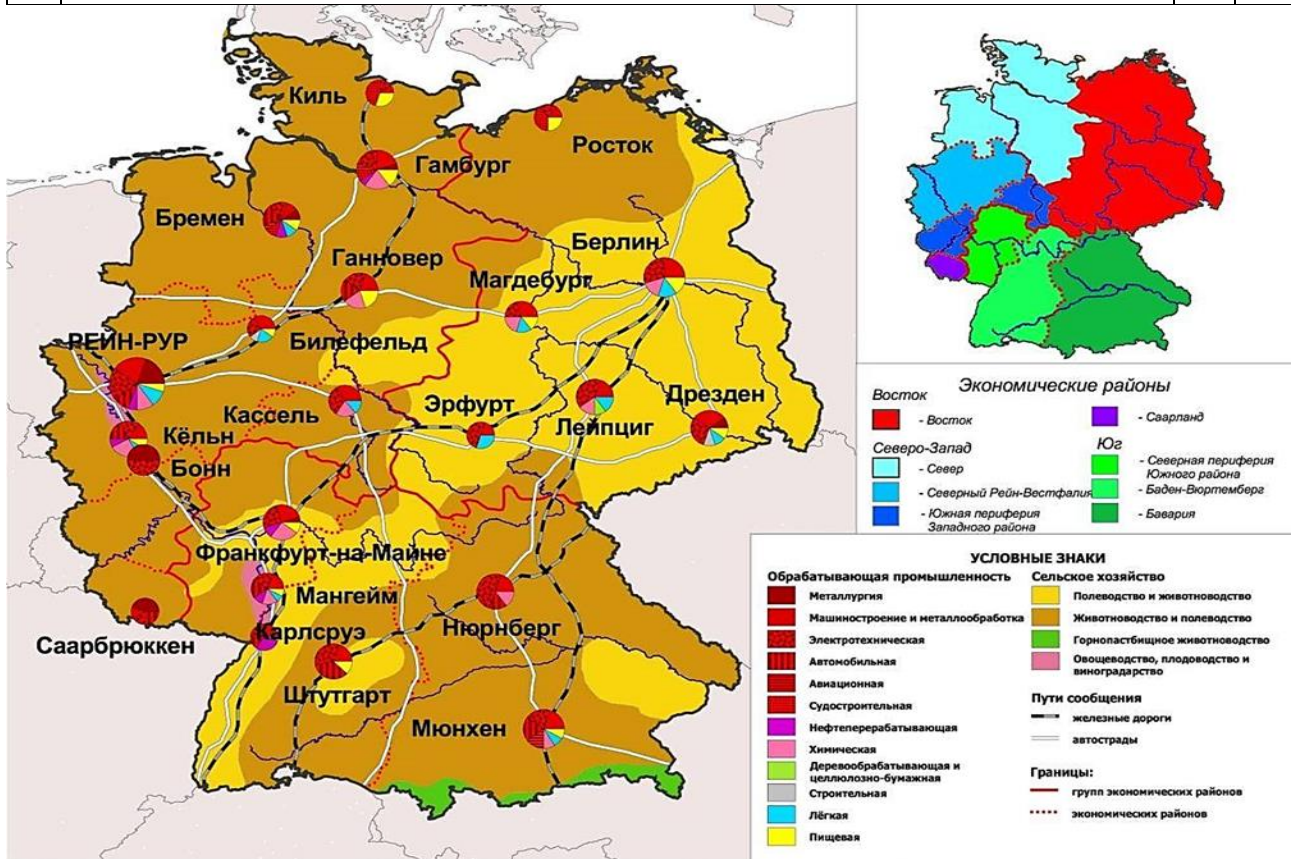 Киль
Росток
Гамбург
Бремен
Берлин
Ганновер
Магдебург
РЕЙН-РУР
Билефельд
Кассель
Эрфурт
Дрезден
Лейпциг
Кёльн
Бонн
Франкфурт-на-Майне
Мангейм
Саарбрюккен
Карлсруэ
Нюрнберг
Штутгарт
Мюнхен
Экономические районы
Восток
- Восток
Северо-Запад
- Север
- Северный Рейн-Вестфалия
- Южная периферия
Западного района
- Саарланд
Юг
- Северная периферия
Южного района
- Баден-Вюртемберг
- Бавария
УСЛОВНЫЕ ЗНАКИ
Обрабатывающая промышленность
Металлургия
Машиностроение и металлообработка
Электротехническая
Автомобильная
Авиационная
Судостроительная
Нефтеперерабатывающая
Химическая
Деревообрабатывающая и
целлюлозно-бумажная
Строительная
Лёгкая
Пищевая
Сельское хозяйство
Полеводство и животноводство
Животноводство и полеводство
Горнопастбищное животноводство
Овощеводство, плодоводство и
виноградарство
Пути сообщения
железные дороги
автострады
Границы:
групп экономических районов
экономических районов